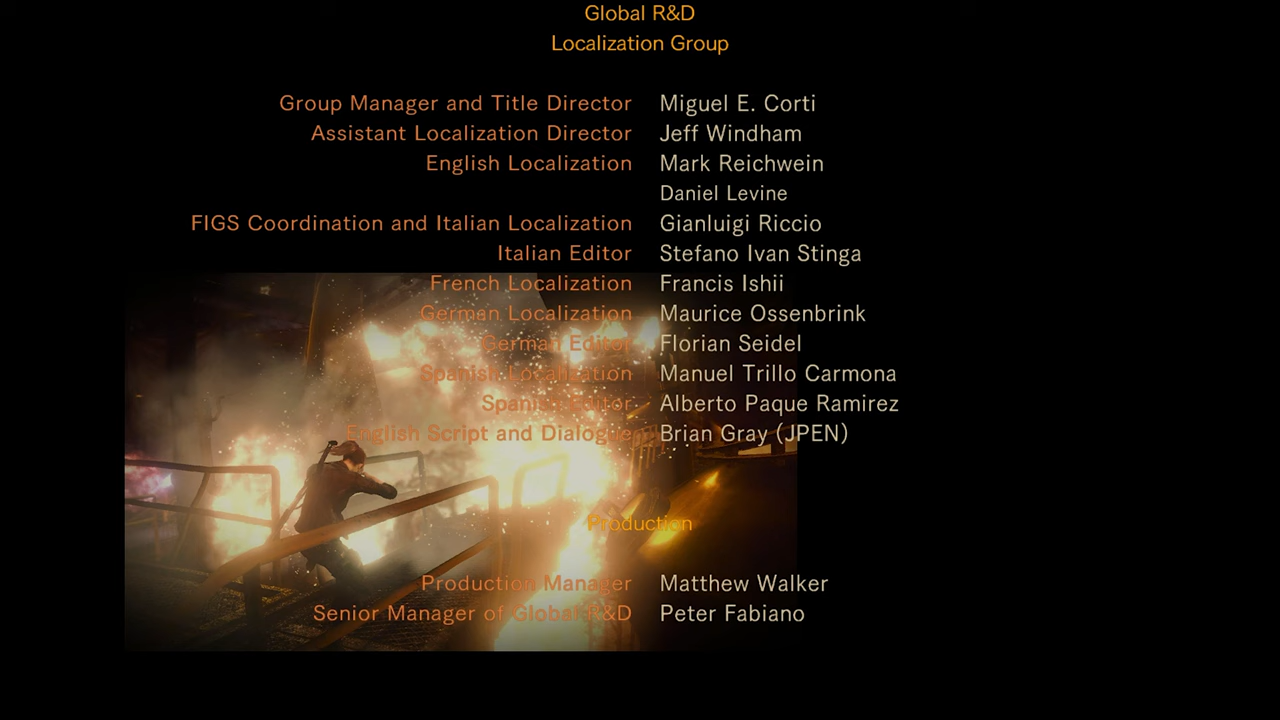 Global R&D
Localization Group
Group Manager and Title Director Miguel E. Corti
Assistant Localization Director Jeff Windham
English Localization Mark Reichwein
Daniel Levine
FIGS Coordination and Italian Localization Gianluigi Riccio
Italian Editor Stefano Ivan Stinga
French Localization Francis Ishii
German Localization Maurice Ossenbrink
German Editor Florian Seidel
Spanish Localization Manuel Trillo Carmona
Spanish Editor Alberto Paque Ramirez
English Script and Dialogue Brian Gray (JPEN)
Production
Production Manager Matthew Walker
Senior Manager of Global R&D Peter Fabiano